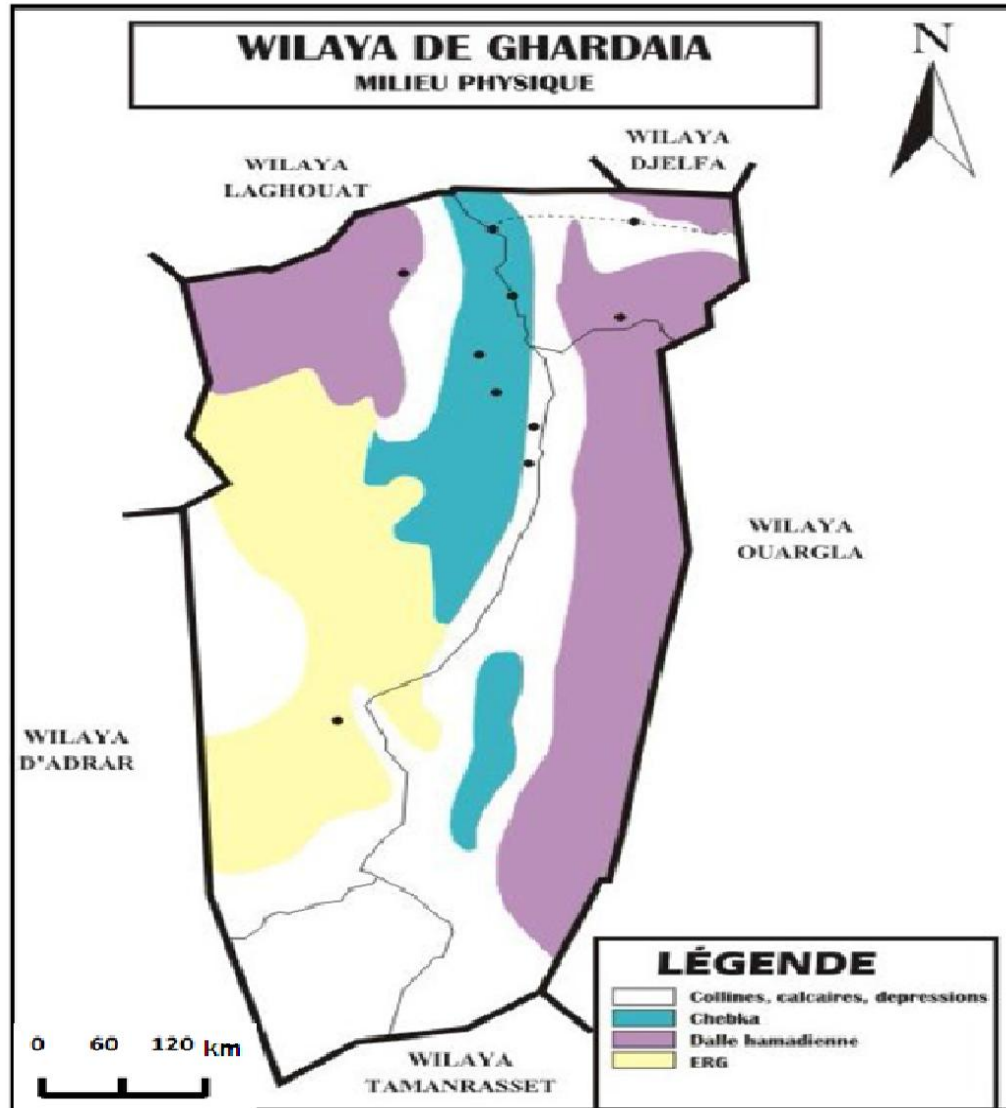 WILAYA DE GHARDAIA
MILIEU PHYSIQUE
N
WILAYA
DJELFA
WILAYA
LAGHOUAT
WILAYA
OUARGLA
WILAYA
D'ADRAR
WILAYA
TAMANRASSET
0 60 120 km
LÉGENDE
Collines, calcaires, depressions
Chebka
Dalle hamadienne
ERG